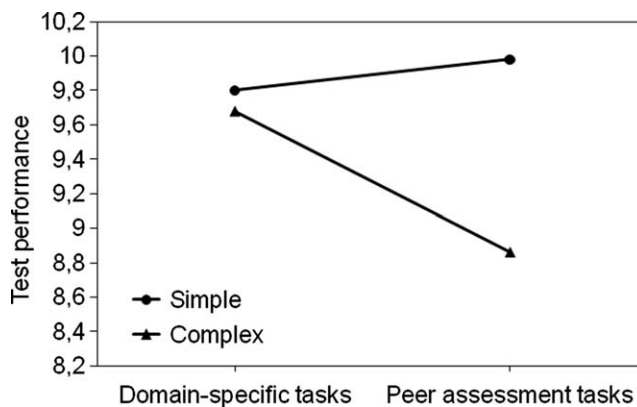 10,2
10
9,8
9,6
9,4
9,2
9
8,8
8,6
8,4
8,2
Test performance
Simple
Complex
Domain-specific tasks
Peer assessment tasks